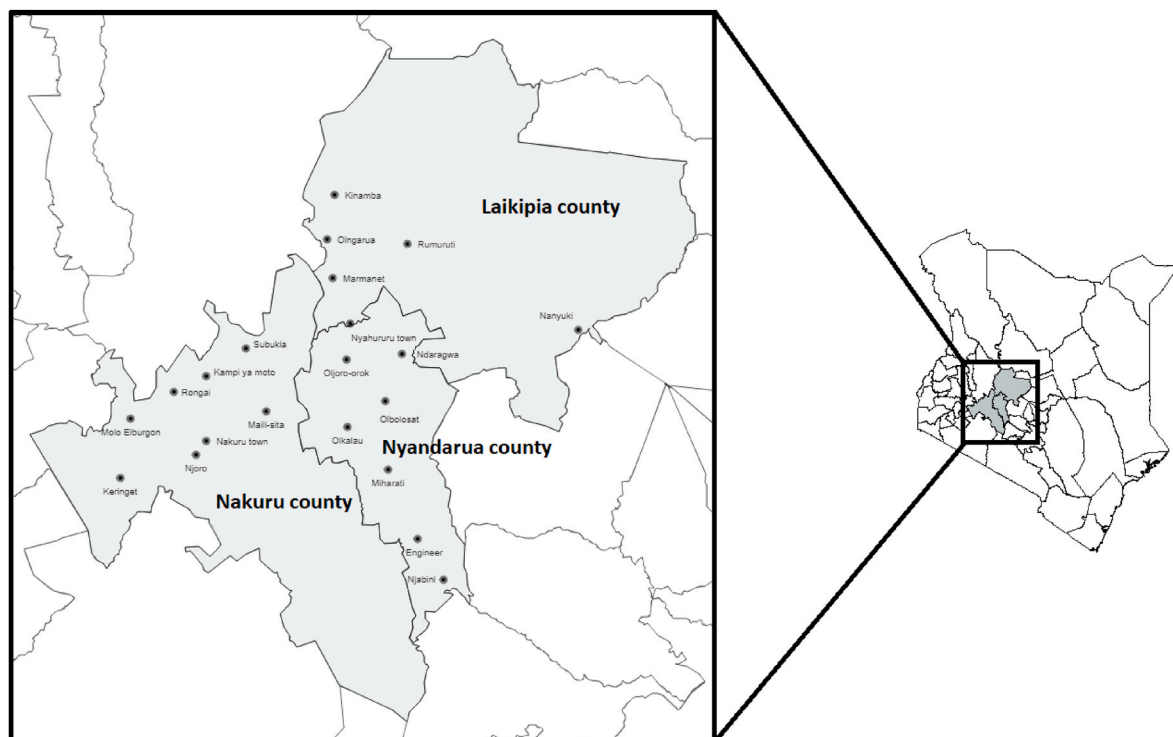 Kinamba
Laikipia county
Olngarua
Rumuruti
Marmanet
Nanyuki
Nyahururu town
Subukia
Ndaragwa
Oljoro-orok
Kampi ya moto
Rongai
Olbolosat
Maili-sita
Molo Elburgon
Olkalau
Nakuru town
Nyandarua county
Njoro
Miharati
Keringet
Nakuru county
Engineer
Njabini